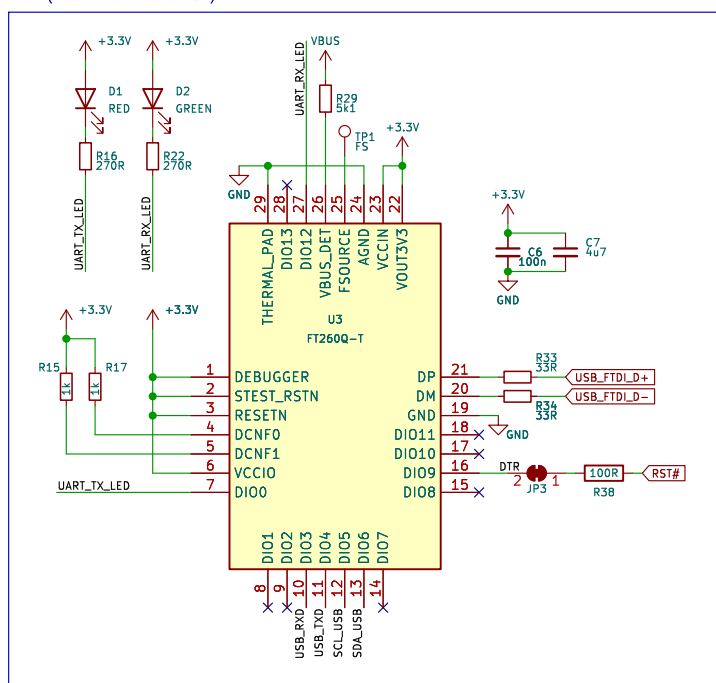 +3.3V
+3.3V
D1
RED
D2
GREEN
R16
270R
R22
270R
UART_TX_LED
UART_RX_LED
UART_RX_LED
VBUS
R29
5k1
TP1
FS
+3.3V
GND
29
28
27
26
25
24
23
22
THERMAL_PAD
DIO13
DIO12
VBUS_DET
FSOURCE
AGND
VCCIN
VOUT3V3
U3
FT260Q-T
+3.3V
C6
100n
C7
4u7
GND
+3.3V
+3.3V
R15
1k
R17
1k
1
DEBUGGER
2
STEST_RSTN
3
RESETN
4
DCNF0
5
DCNF1
6
VCCIO
7
DIO0
UART_TX_LED
DP
21
R33
33R
USB_FTDI_D+
DM
20
R34
33R
USB_FTDI_D-
GND
19
GND
DIO11
18
DIO10
17
DIO9
16
DTR
2
JP3
1
100R
R38
RST#
DIO8
15
DIO1
DIO2
DIO3
DIO4
DIO5
DIO6
DIO7
8
9
10
11
12
13
14
USB_RXD
USB_TXD
SCL_USB
SDA_USB